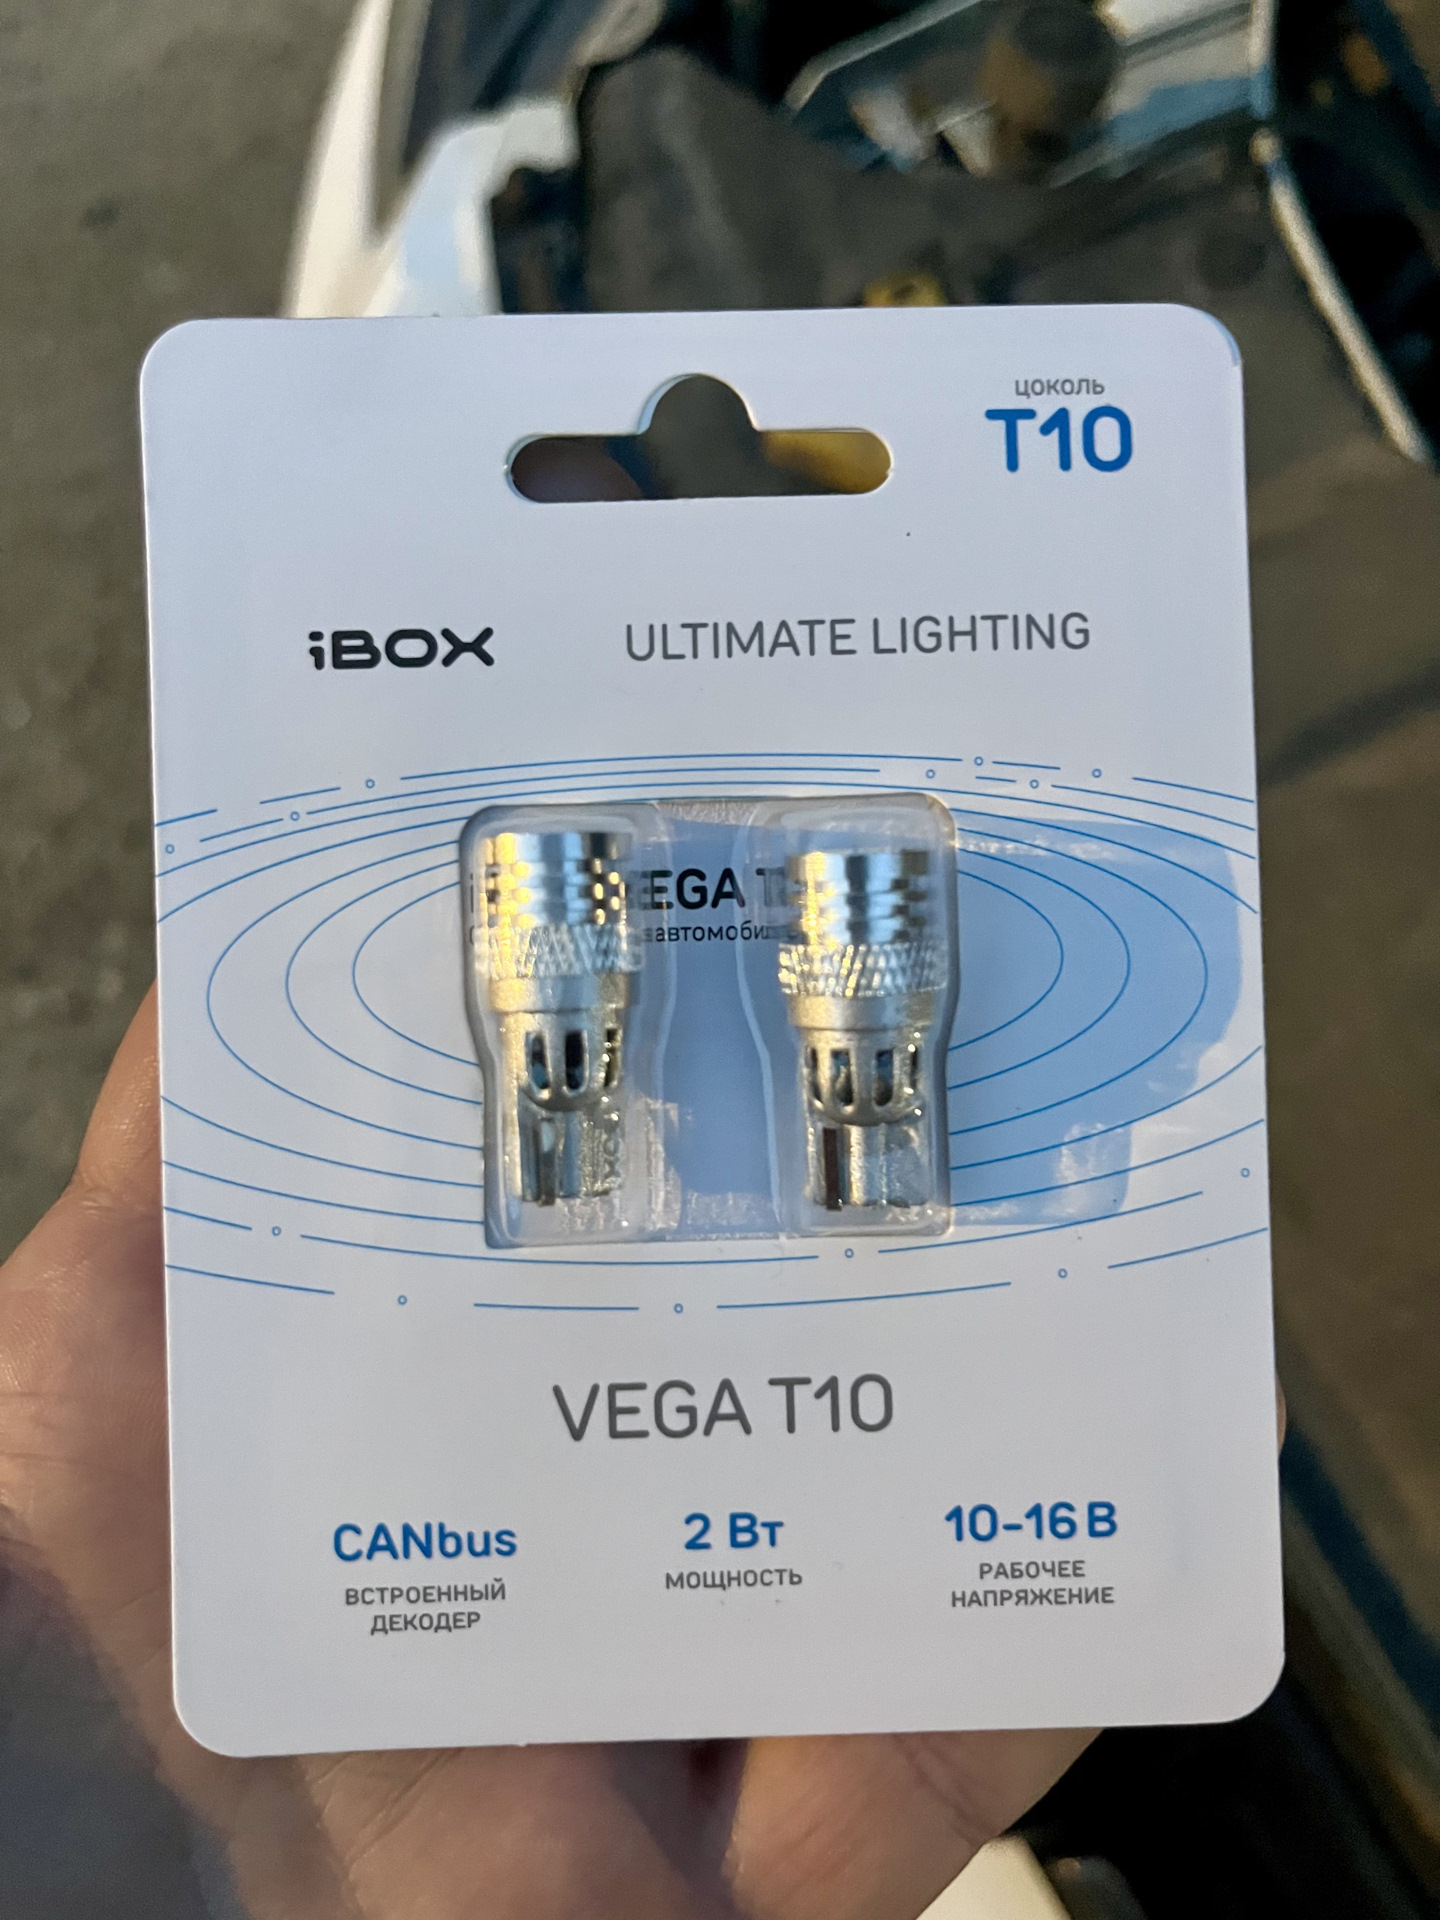 цоколь
T10
iBOX
ULTIMATE LIGHTING
VEGA T10
CANbus
ВСТРОЕННЫЙ
ДЕКОДЕР
2 Вт
МОЩНОСТЬ
10-16 В
РАБОЧЕЕ
НАПРЯЖЕНИЕ